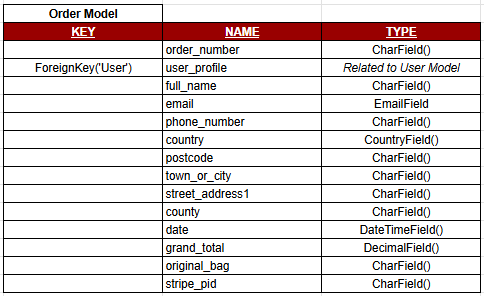 Order Model
KEY NAME TYPE
order_number CharField()
ForeignKey('User') user_profile Related to User Model
full_name CharField()
email EmailField
phone_number CharField()
country CountryField()
postcode CharField()
town_or_city CharField()
street_address1 CharField()
county CharField()
date DateTimeField()
grand_total DecimalField()
original_bag CharField()
stripe_pid CharField()